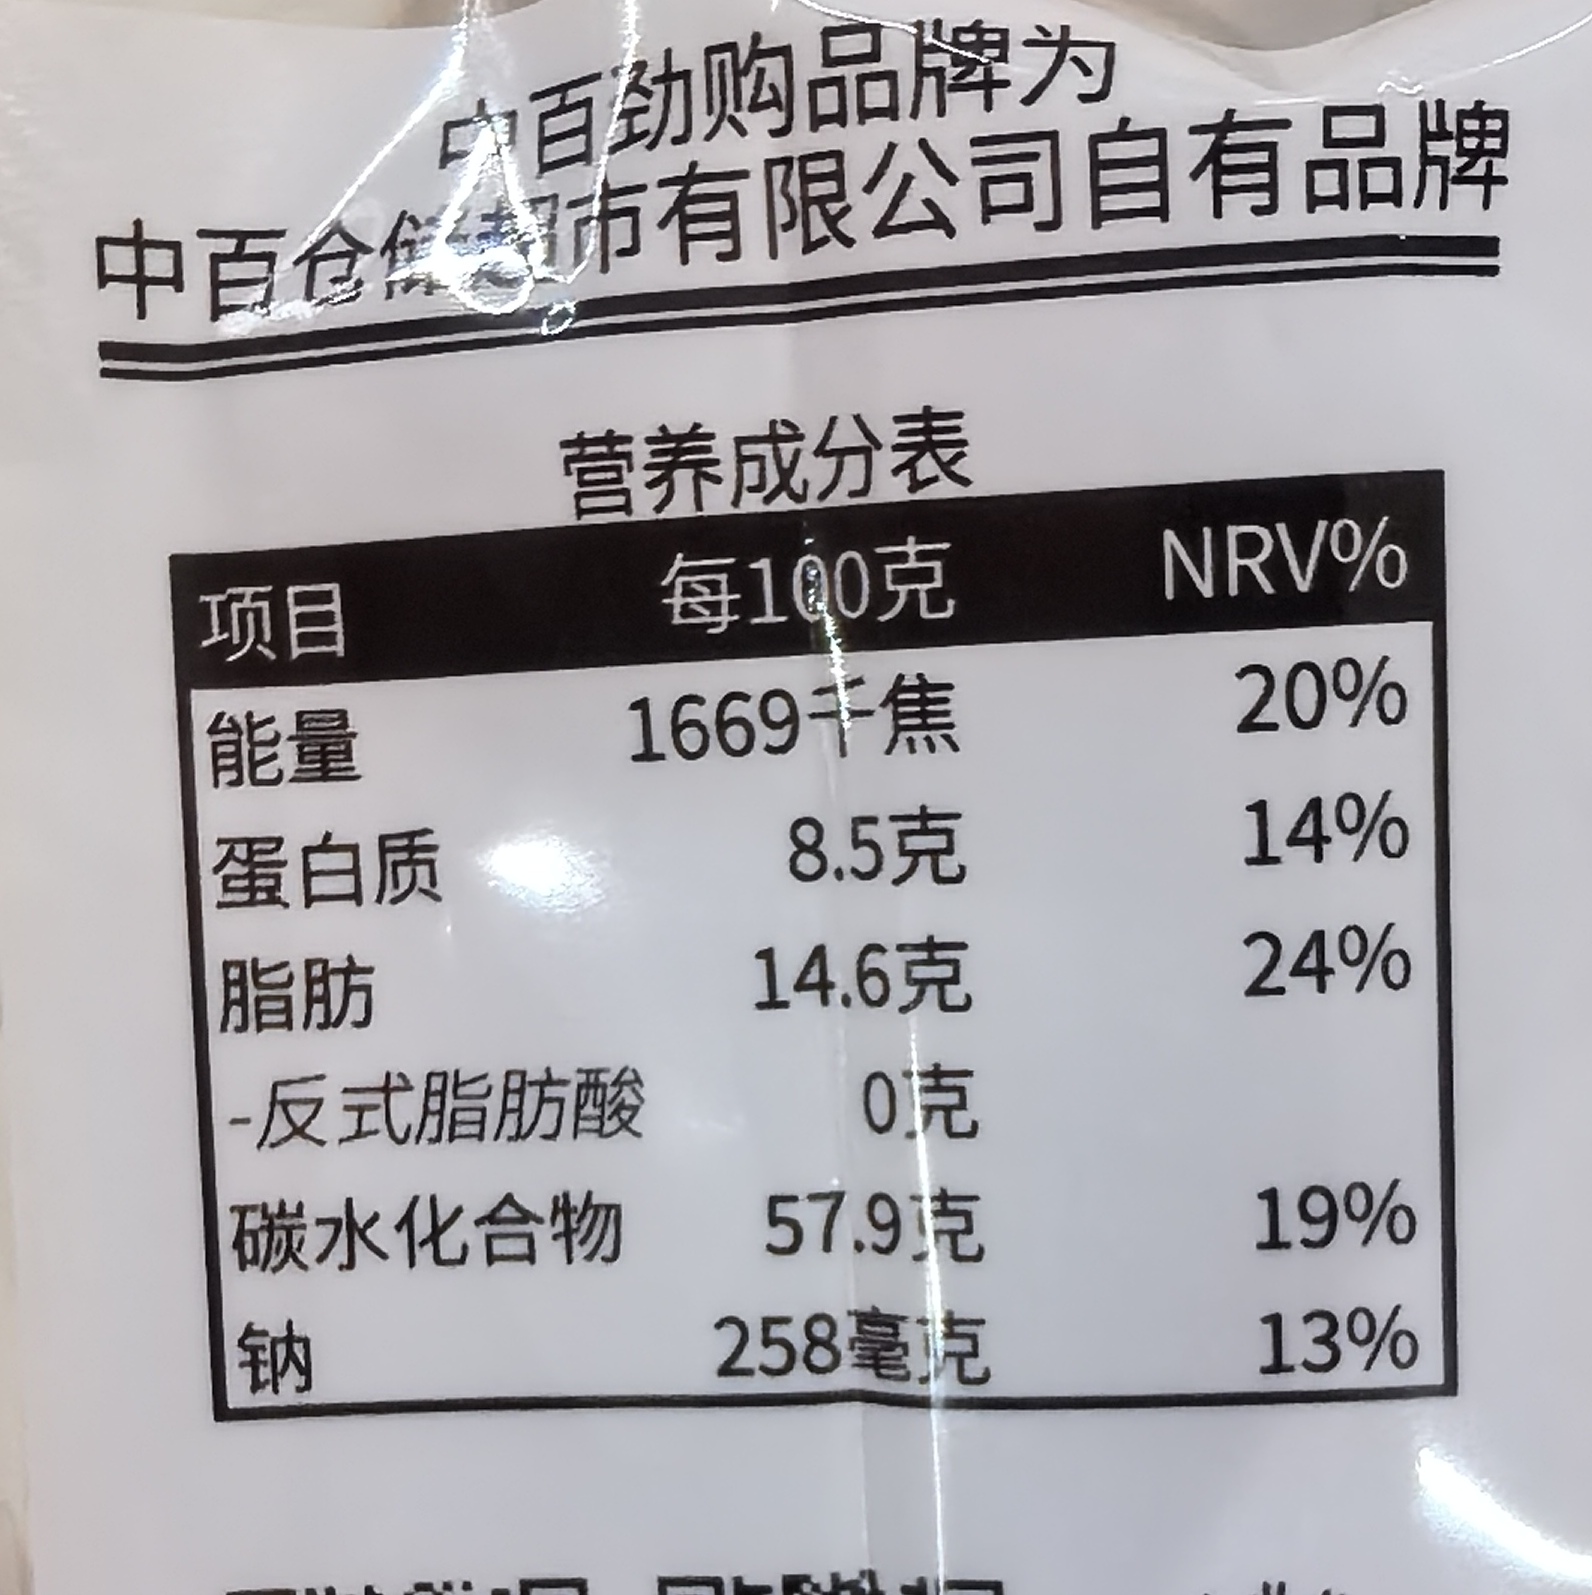 中百劲购品牌为
中百仓储超市有限公司自有品牌
营养成分表
项目 每100克 NRV%
能量 1669千焦 20%
蛋白质 8.5克 14%
脂肪 14.6克 24%
-反式脂肪酸 0克
碳水化合物 57.9克 19%
钠 258毫克 13%